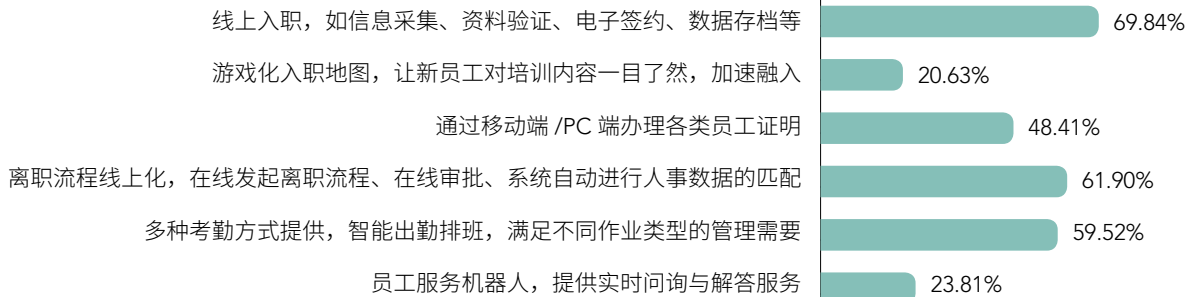 线上入职，如信息采集、资料验证、电子签约、数据存档等 69.84%
游戏化入职地图，让新员工对培训内容一目了然，加速融入 20.63%
通过移动端 /PC 端办理各类员工证明 48.41%
离职流程线上化，在线发起离职流程、在线审批、系统自动进行人事数据的匹配 61.90%
多种考勤方式提供，智能出勤排班，满足不同作业类型的管理需要 59.52%
员工服务机器人，提供实时问询与解答服务 23.81%